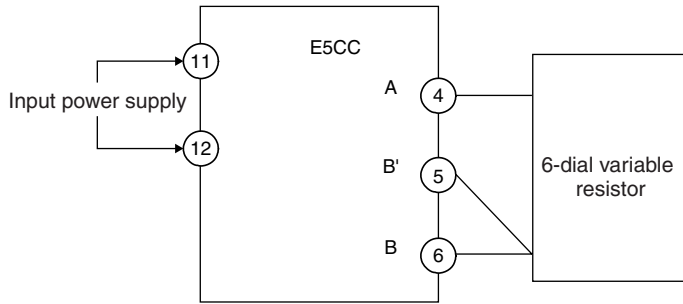 E5CC
11
Input power supply
12
A
4
B'
5
B
6
6-dial variable
resistor